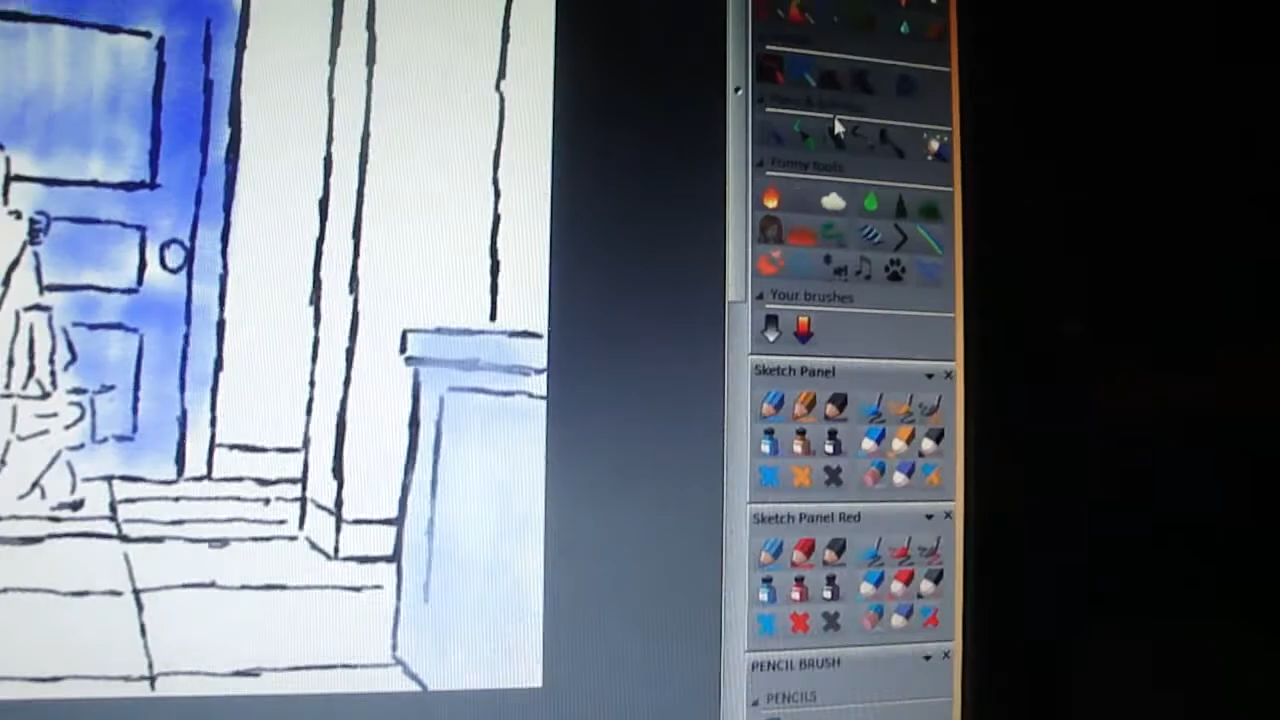 Funny tools
Your brushes
Sketch Panel
Sketch Panel Red
PENCIL BRUSH
PENCILS